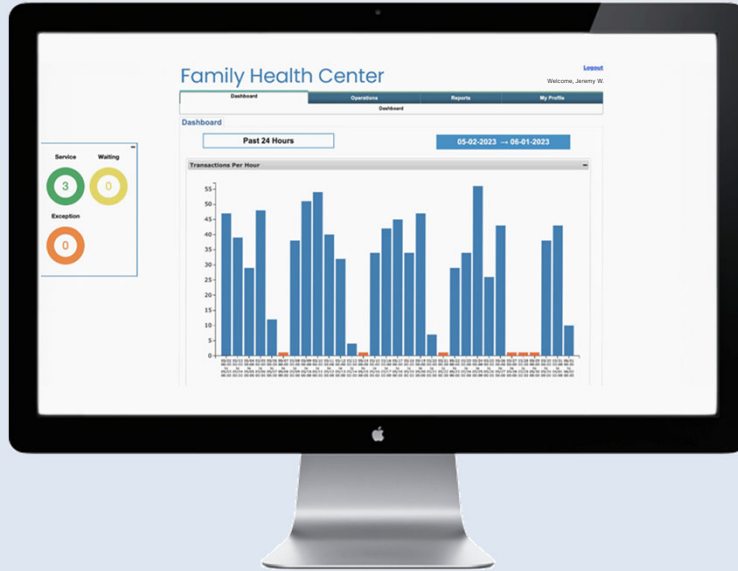 Family Health Center
Logout
Welcome, Jeremy W.
Dashboard Operations Reports My Profile
Dashboard
Dashboard
Past 24 Hours
05-02-2023 → 06-01-2023
Service Waiting
3 0
Exception
0
Transactions Per Hour
55
50
45
40
35
30
25
20
15
10
5
0